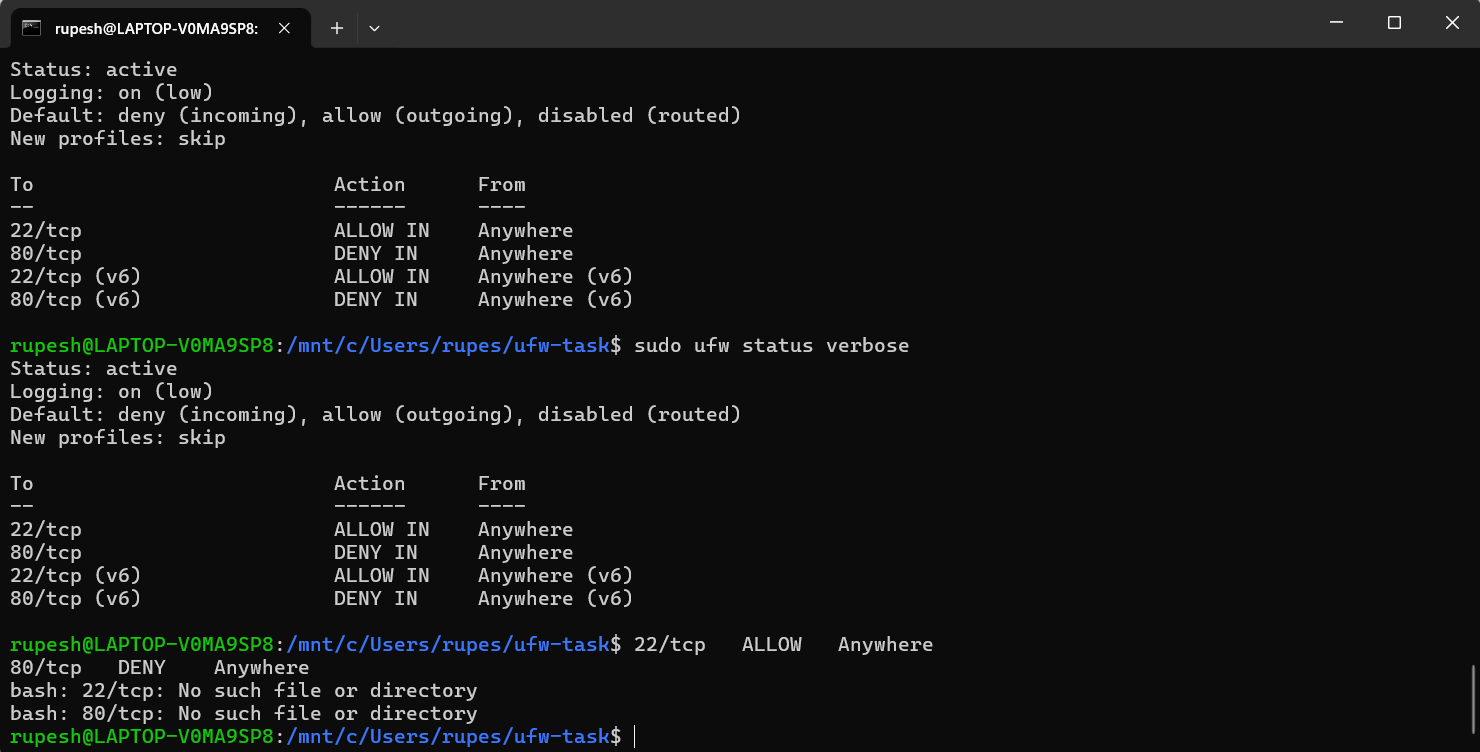 rupesh@LAPTOP-V0MA9SP8:
Status: active
Logging: on (low)
Default: deny (incoming), allow (outgoing), disabled (routed)
New profiles: skip
To                         Action      From
--                         ------      ----
22/tcp                     ALLOW IN    Anywhere
80/tcp                     DENY IN     Anywhere
22/tcp (v6)                ALLOW IN    Anywhere (v6)
80/tcp (v6)                DENY IN     Anywhere (v6)
rupesh@LAPTOP-V0MA9SP8:/mnt/c/Users/rupes/ufw-task$ sudo ufw status verbose
Status: active
Logging: on (low)
Default: deny (incoming), allow (outgoing), disabled (routed)
New profiles: skip
To                         Action      From
--                         ------      ----
22/tcp                     ALLOW IN    Anywhere
80/tcp                     DENY IN     Anywhere
22/tcp (v6)                ALLOW IN    Anywhere (v6)
80/tcp (v6)                DENY IN     Anywhere (v6)
rupesh@LAPTOP-V0MA9SP8:/mnt/c/Users/rupes/ufw-task$ 22/tcp   ALLOW   Anywhere
80/tcp   DENY    Anywhere
bash: 22/tcp: No such file or directory
bash: 80/tcp: No such file or directory
rupesh@LAPTOP-V0MA9SP8:/mnt/c/Users/rupes/ufw-task$